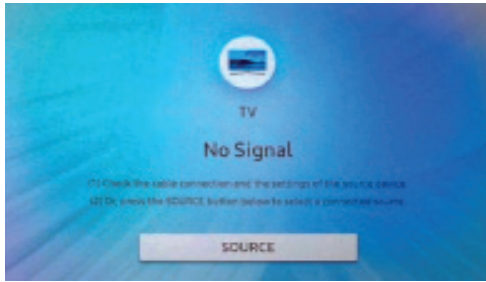 TV
No Signal
(1) Check the cable connection and the settings of the source device.
(2) Or, press the SOURCE button below to select a connected source.
SOURCE